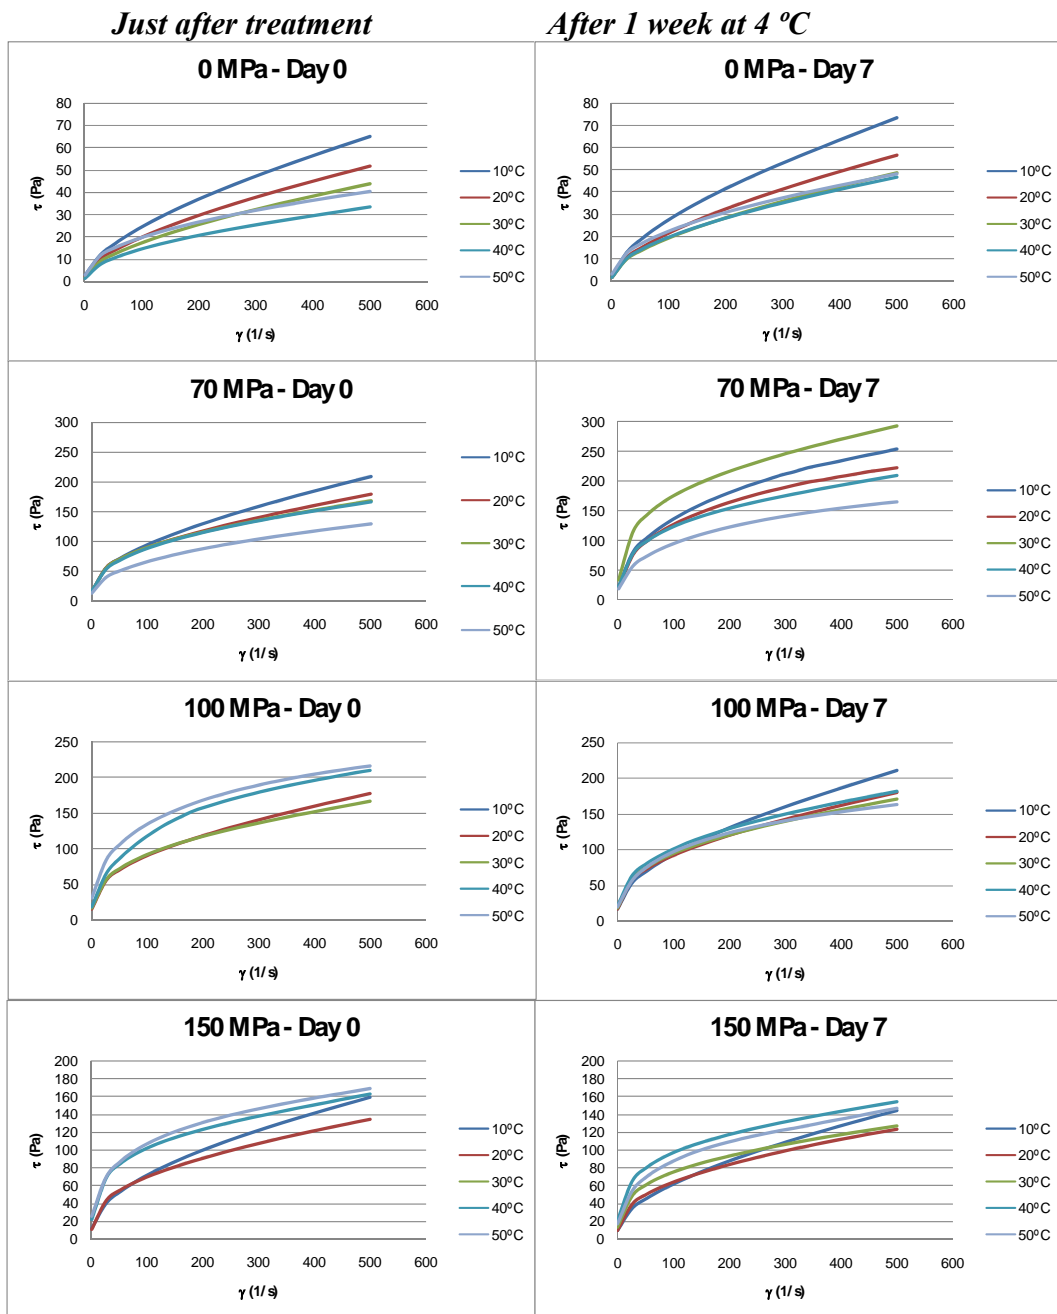 Just after treatment
After 1 week at 4 ºC
0 MPa - Day 0
80
70
60
50
40
30
20
10
0
0 100 200 300 400 500 600
τ (Pa)
γ (1/s)
10ºC
20ºC
30ºC
40ºC
50ºC
0 MPa - Day 7
80
70
60
50
40
30
20
10
0
0 100 200 300 400 500 600
τ (Pa)
γ (1/s)
10ºC
20ºC
30ºC
40ºC
50ºC
70 MPa - Day 0
300
250
200
150
100
50
0
0 100 200 300 400 500 600
τ (Pa)
γ (1/s)
10ºC
20ºC
30ºC
40ºC
50ºC
70 MPa - Day 7
300
250
200
150
100
50
0
0 100 200 300 400 500 600
τ (Pa)
γ (1/s)
10ºC
20ºC
30ºC
40ºC
50ºC
100 MPa - Day 0
250
200
150
100
50
0
0 100 200 300 400 500 600
τ (Pa)
γ (1/s)
10ºC
20ºC
30ºC
40ºC
50ºC
100 MPa - Day 7
250
200
150
100
50
0
0 100 200 300 400 500 600
τ (Pa)
γ (1/s)
10ºC
20ºC
30ºC
40ºC
50ºC
150 MPa - Day 0
200
180
160
140
120
100
80
60
40
20
0
0 100 200 300 400 500 600
τ (Pa)
γ (1/s)
10ºC
20ºC
30ºC
40ºC
50ºC
150 MPa - Day 7
200
180
160
140
120
100
80
60
40
20
0
0 100 200 300 400 500 600
τ (Pa)
γ (1/s)
10ºC
20ºC
30ºC
40ºC
50ºC